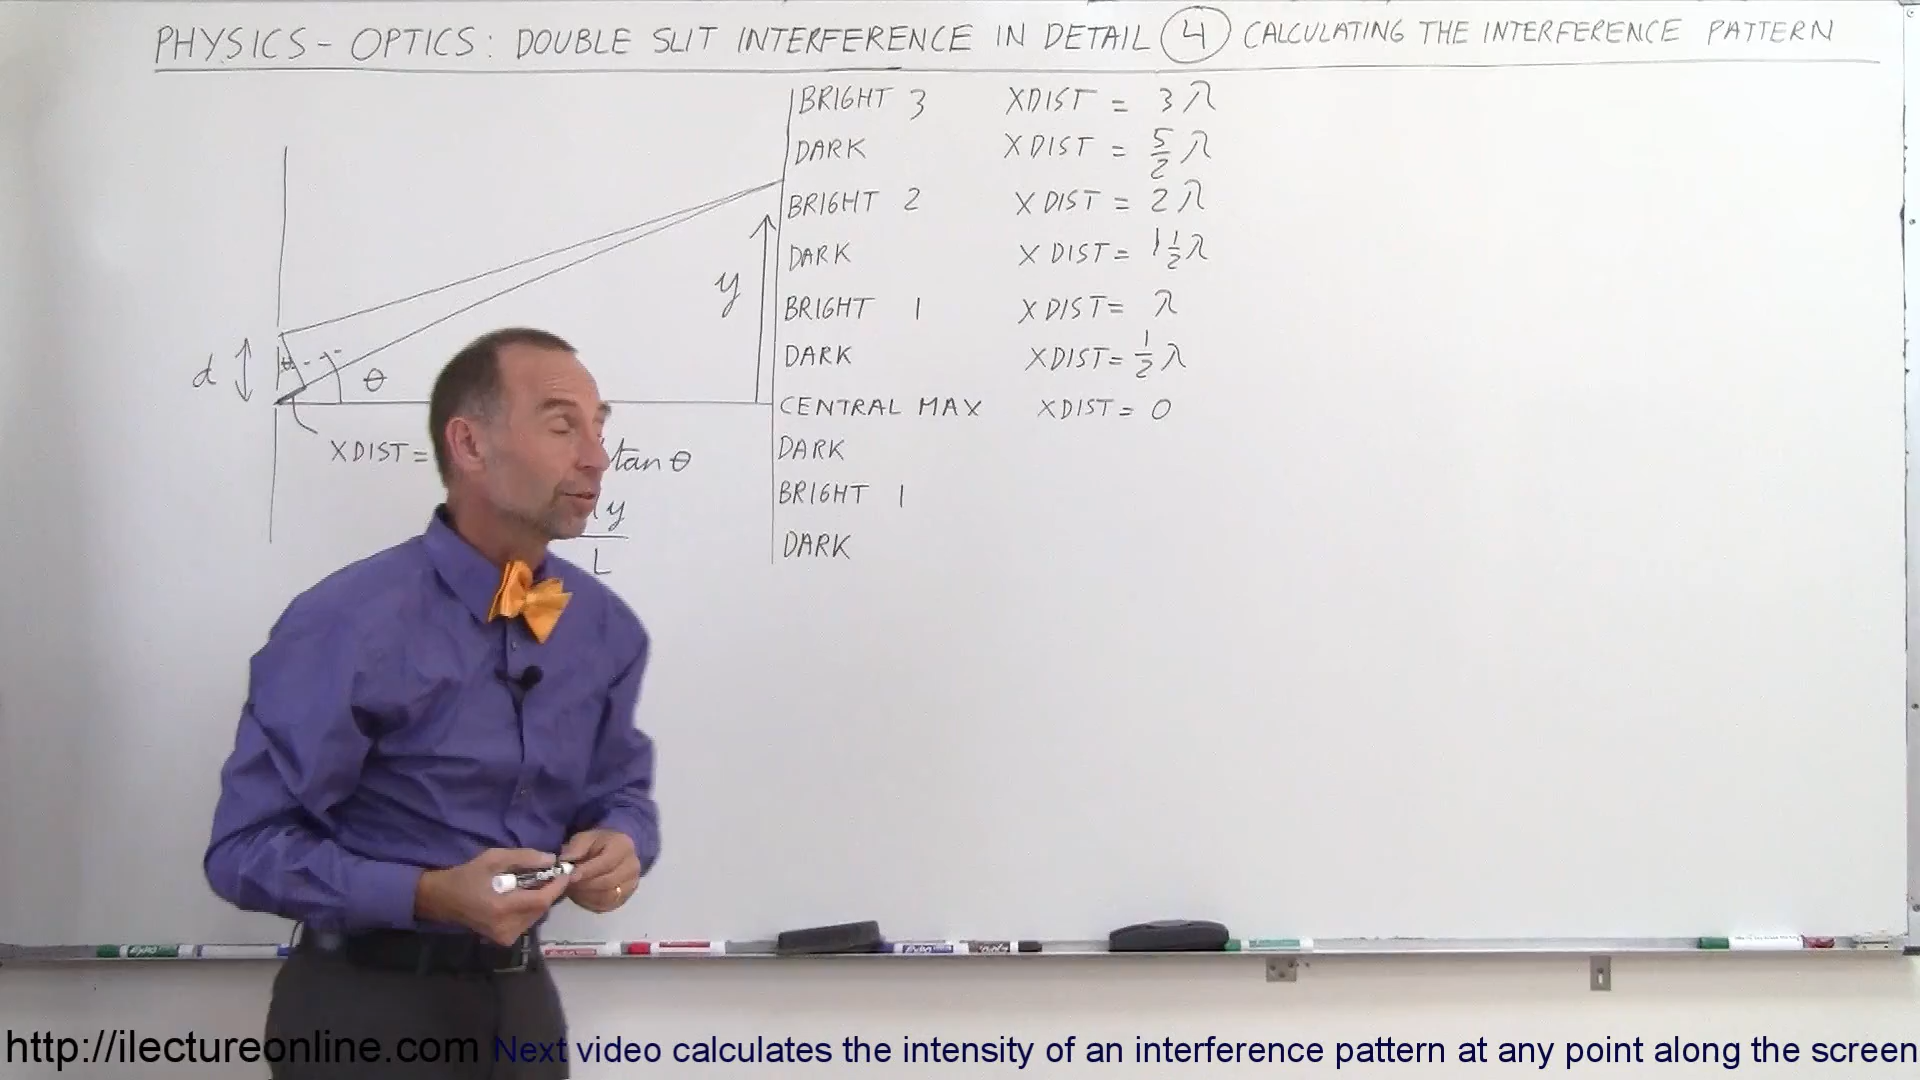 PHYSICS - OPTICS: DOUBLE SLIT INTERFERENCE IN DETAIL 4 CALCULATING THE INTERFERENCE PATTERN
BRIGHT 3 XDIST = 3λ
DARK XDIST = 5/2 λ
BRIGHT 2 XDIST = 2λ
DARK XDIST = 1 1/2 λ
y
BRIGHT 1 XDIST = λ
DARK XDIST = 1/2 λ
d θ θ
CENTRAL MAX XDIST = 0
XDIST = tan θ
DARK
BRIGHT 1
y
L
DARK
http://ilectureonline.com Next video calculates the intensity of an interference pattern at any point along the screen